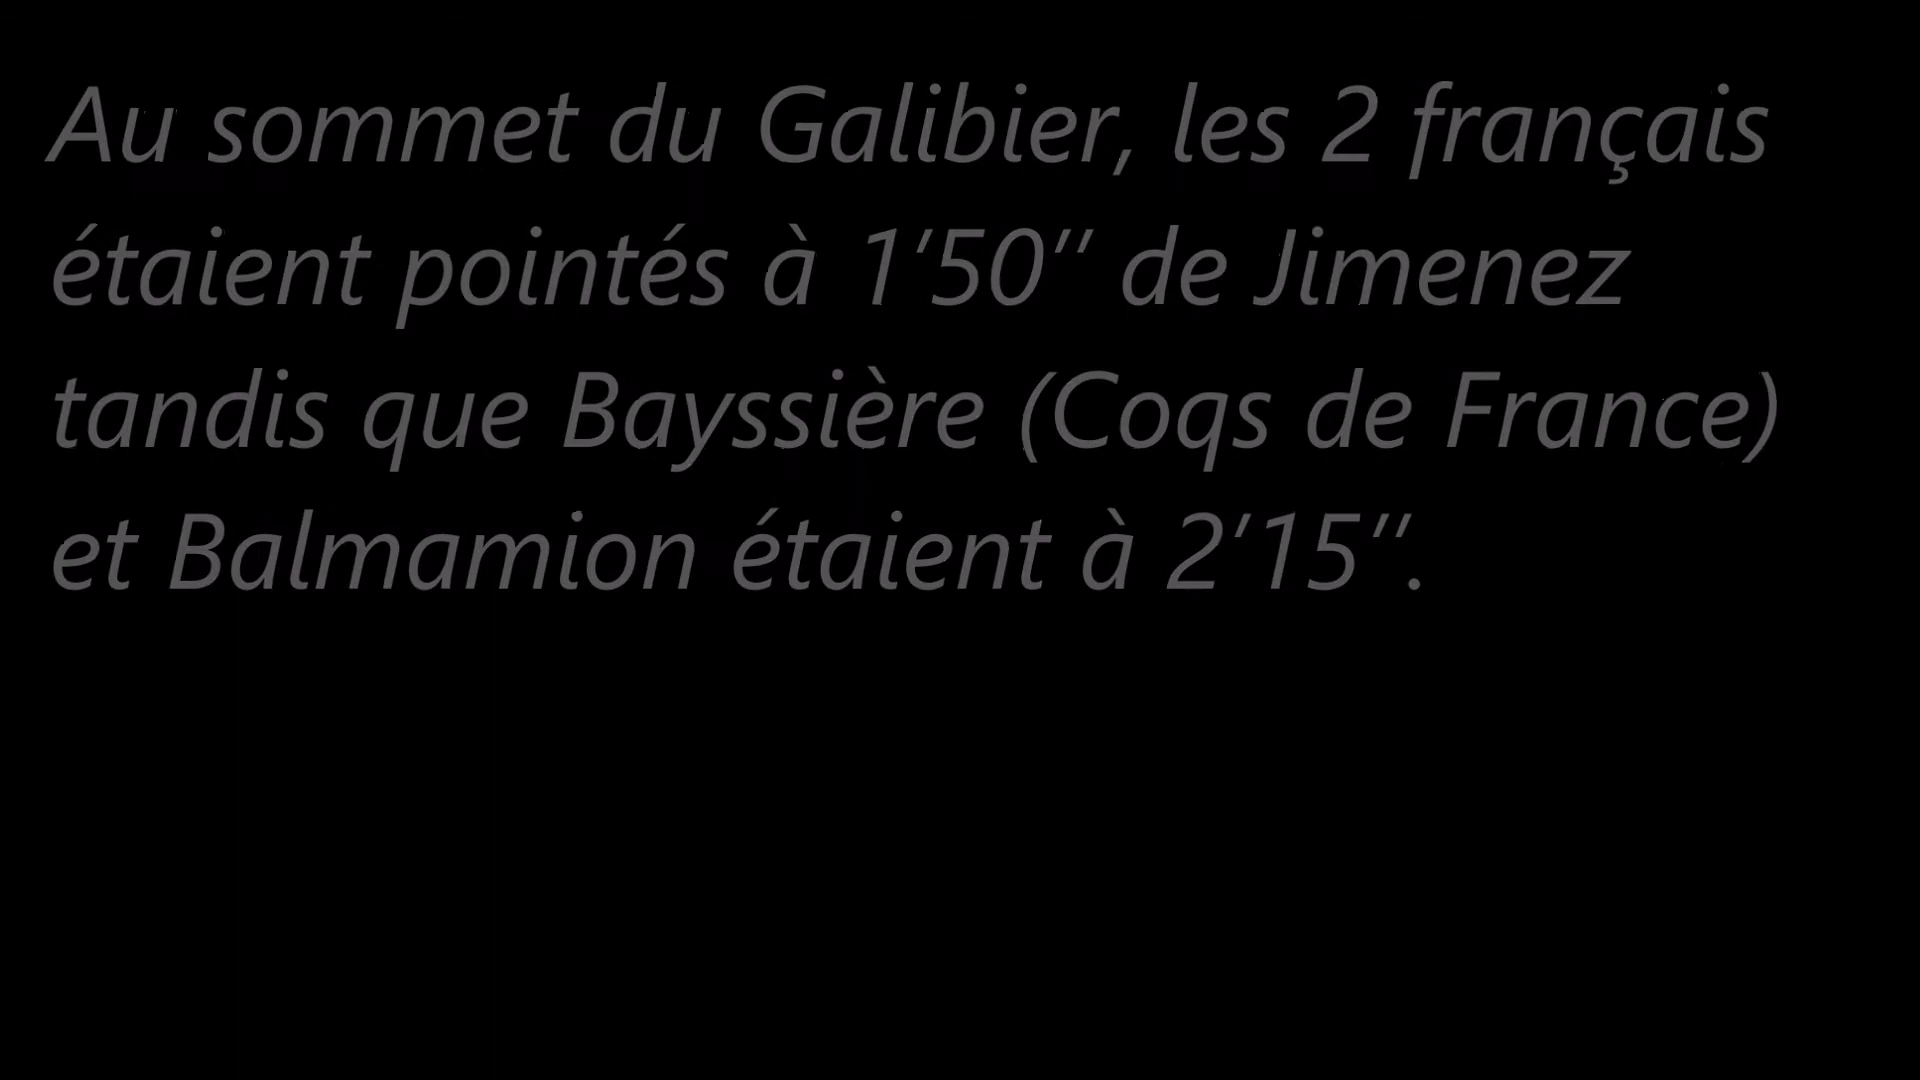 Au sommet du Galibier, les 2 français
étaient pointés à 1’50’’ de Jimenez
tandis que Bayssière (Coqs de France)
et Balmamion étaient à 2’15’’.